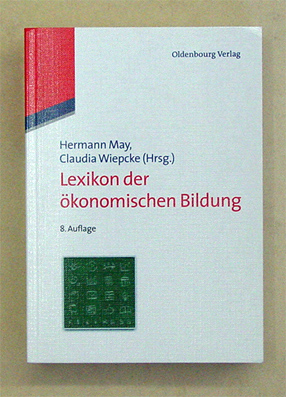 Oldenbourg Verlag
Hermann May,
Claudia Wiepcke (Hrsg.)
Lexikon der
ökonomischen Bildung
8. Auflage